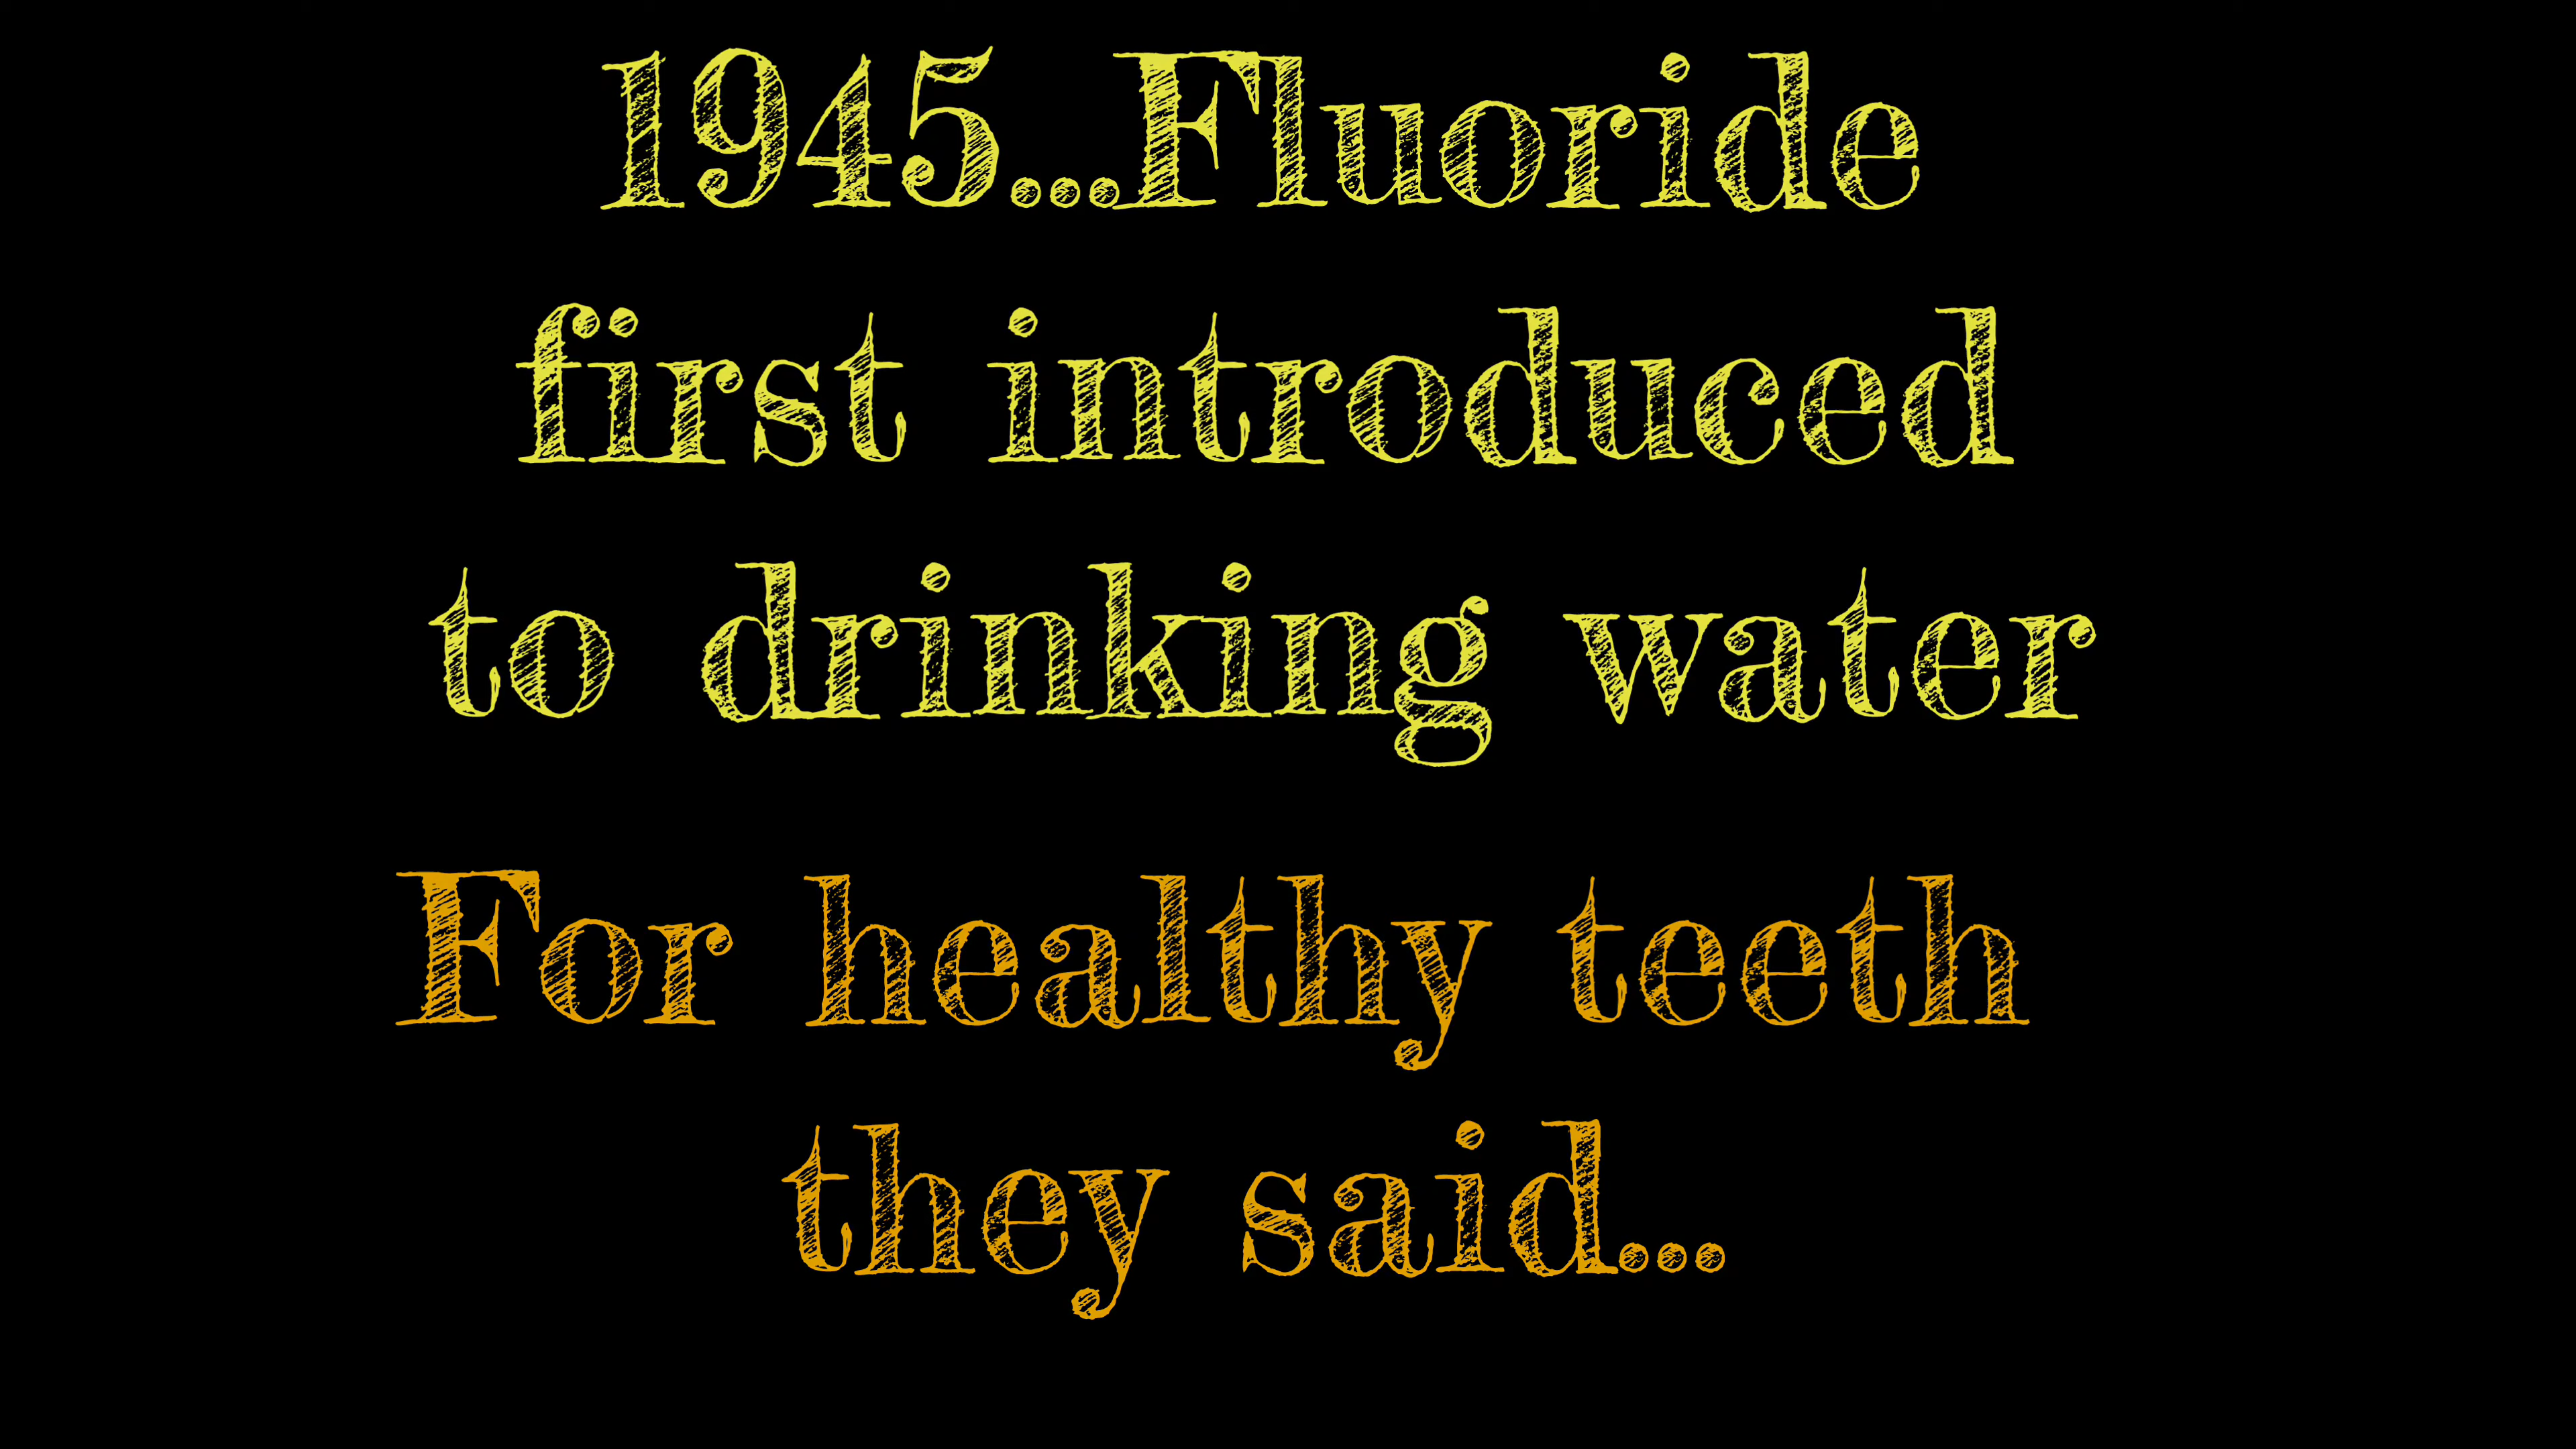 1945...Fluoride
first introduced
to drinking water
For healthy teeth
they said...